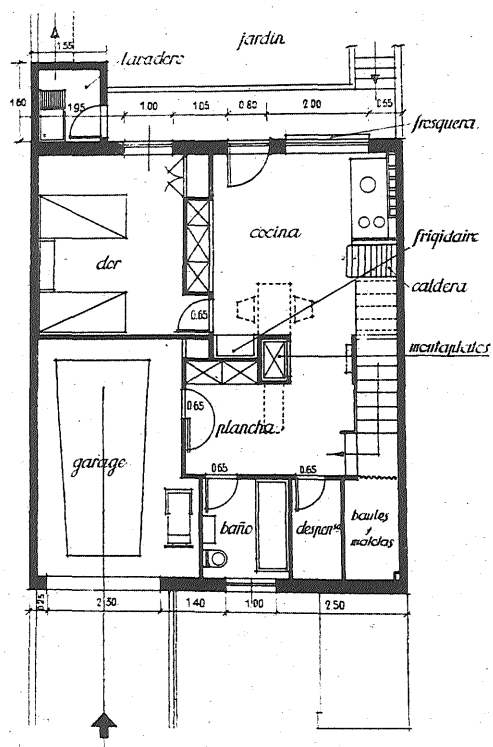 jardin
1.55
lavadero
1.60
1.95
1.00
1.05
0.80
2.00
0.55
fresquera
cocina
dor
frigidaire
caldera
0.65
montaplatos
0.65
plancha
garage
0.65
0.65
baño
despensa
baules
y
maletas
0.25
2.50
1.40
1.00
2.50